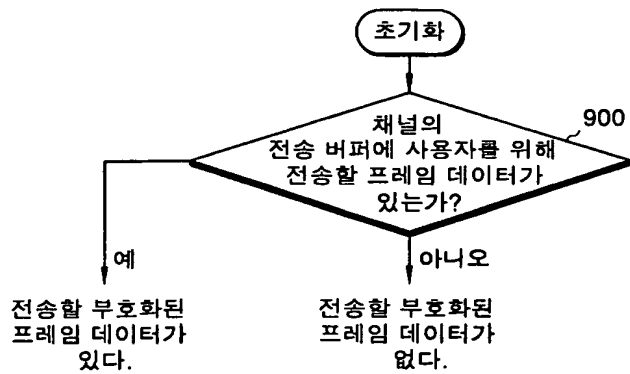 초기화
900
채널의
전송 버퍼에 사용자를 위해
전송할 프레임 데이터가
있는가?
예
아니오
전송할 부호화된
프레임 데이터가
있다.
전송할 부호화된
프레임 데이터가
없다.